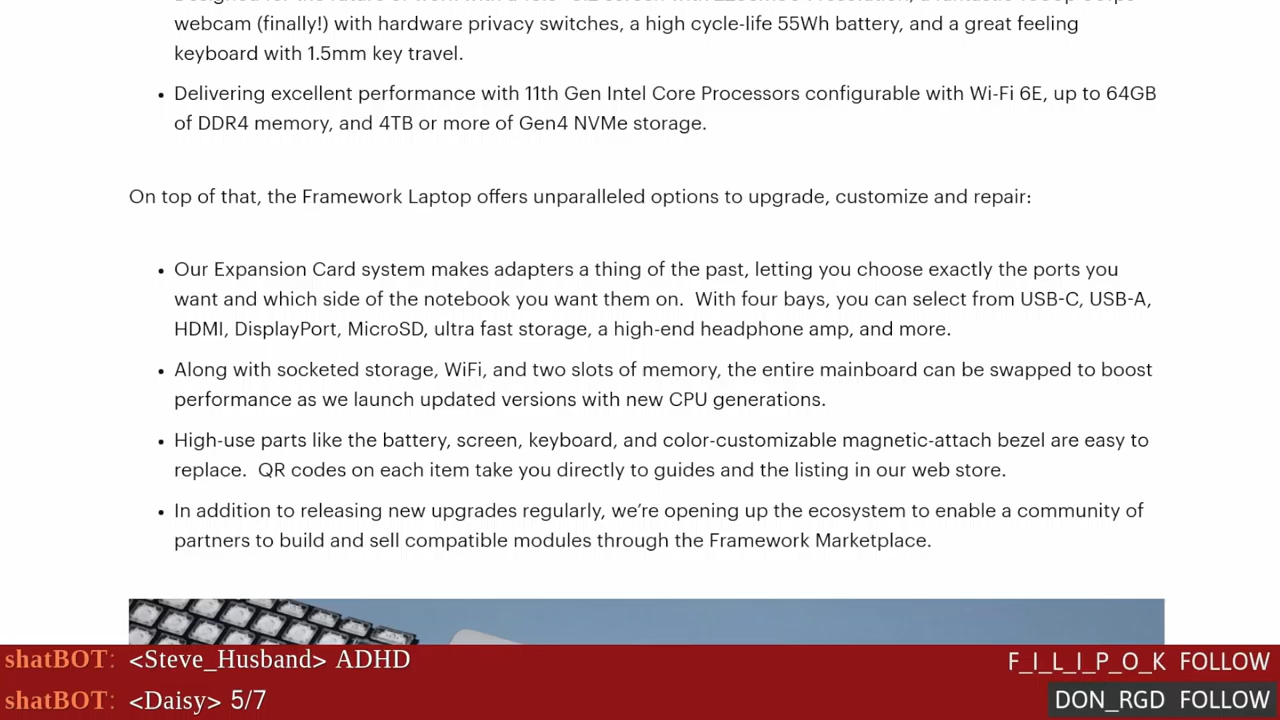 webcam (finally!) with hardware privacy switches, a high cycle-life 55Wh battery, and a great feeling
keyboard with 1.5mm key travel.
• Delivering excellent performance with 11th Gen Intel Core Processors configurable with Wi-Fi 6E, up to 64GB
of DDR4 memory, and 4TB or more of Gen4 NVMe storage.
On top of that, the Framework Laptop offers unparalleled options to upgrade, customize and repair:
• Our Expansion Card system makes adapters a thing of the past, letting you choose exactly the ports you
want and which side of the notebook you want them on.  With four bays, you can select from USB-C, USB-A,
HDMI, DisplayPort, MicroSD, ultra fast storage, a high-end headphone amp, and more.
• Along with socketed storage, WiFi, and two slots of memory, the entire mainboard can be swapped to boost
performance as we launch updated versions with new CPU generations.
• High-use parts like the battery, screen, keyboard, and color-customizable magnetic-attach bezel are easy to
replace.  QR codes on each item take you directly to guides and the listing in our web store.
• In addition to releasing new upgrades regularly, we’re opening up the ecosystem to enable a community of
partners to build and sell compatible modules through the Framework Marketplace.
shatBOT: <Steve_Husband> ADHD
F_I_L_I_P_O_K FOLLOW
shatBOT: <Daisy> 5/7
DON_RGD FOLLOW